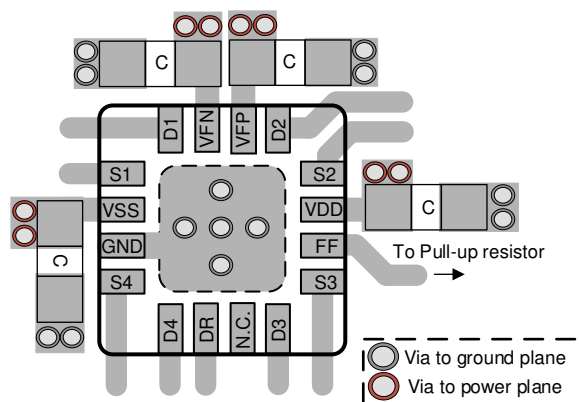 C
C
D1
VFN
VFP
D2
S1
S2
VSS
VDD
C
GND
FF
To Pull-up resistor
C
S4
S3
D4
DR
N.C.
D3
Via to ground plane
Via to power plane